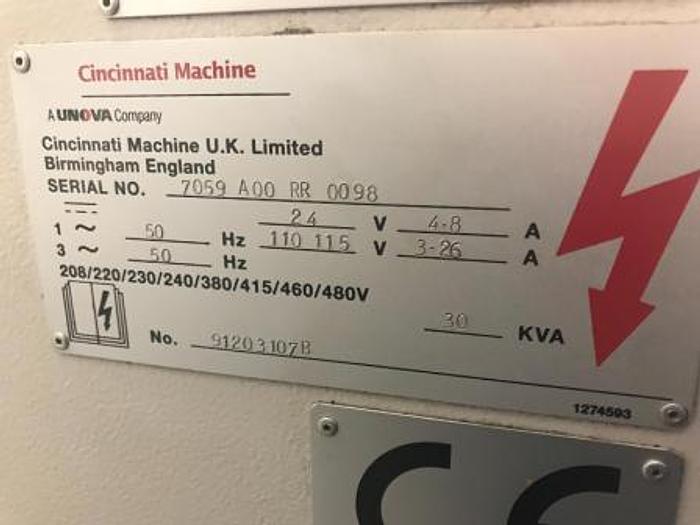 Cincinnati Machine
A UNOVA Company
Cincinnati Machine U.K. Limited
Birmingham England
SERIAL NO. 7059 A00 RR 0098
24 V 4-8 A
1 ~ 50 Hz 110 115 V 3-26 A
3 ~ 50 Hz
208/220/230/240/380/415/460/480V
30 KVA
No. 91203107B
1274593
CE